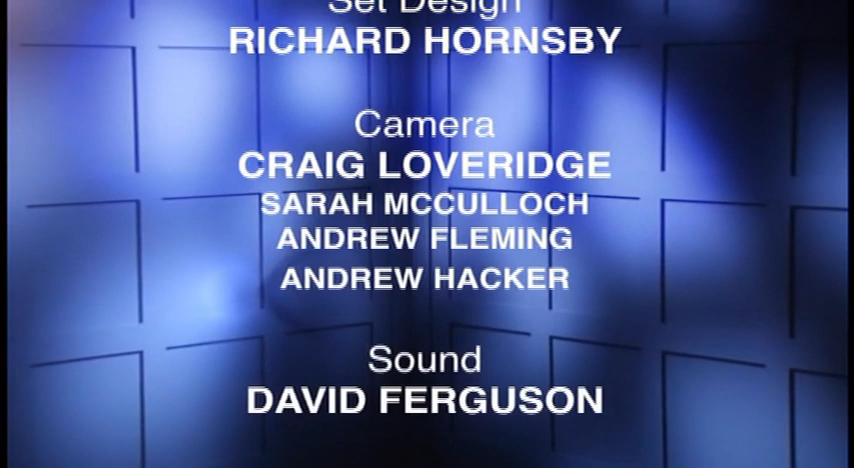 Set Design
RICHARD HORNSBY
Camera
CRAIG LOVERIDGE
SARAH MCCULLOCH
ANDREW FLEMING
ANDREW HACKER
Sound
DAVID FERGUSON